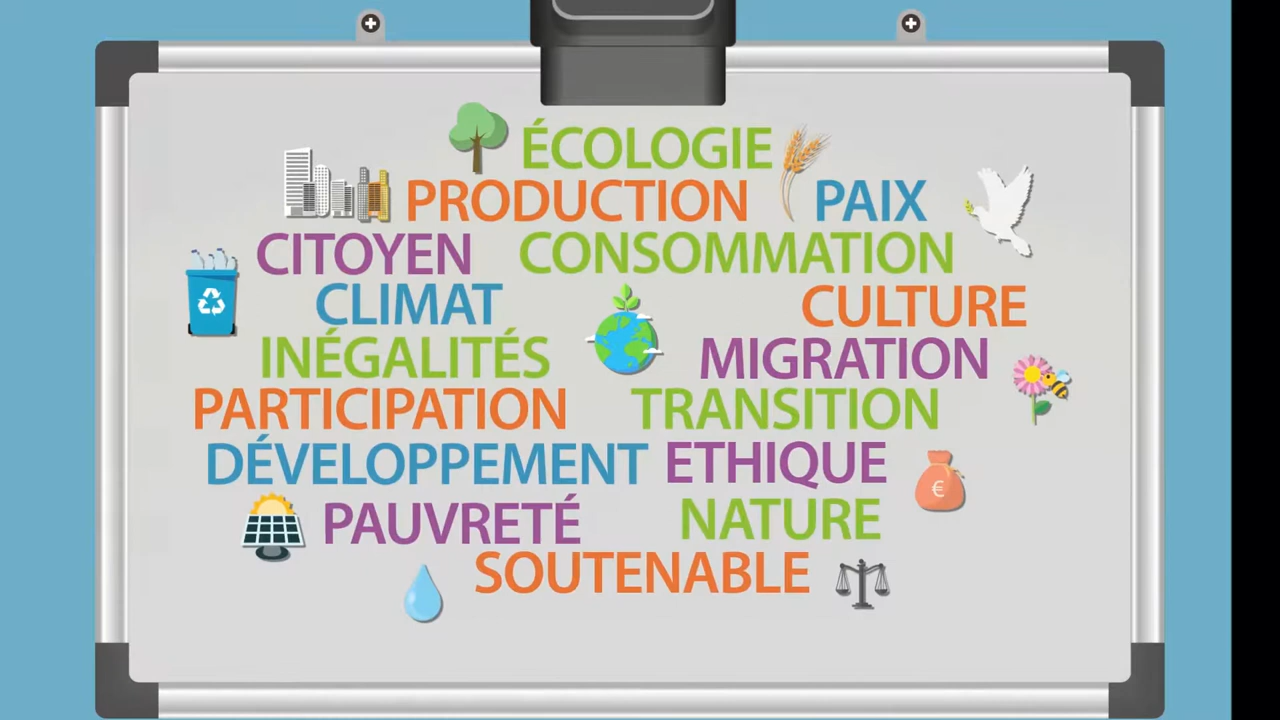 ÉCOLOGIE
PRODUCTION PAIX
CITOYEN CONSOMMATION
CLIMAT CULTURE
INÉGALITÉS MIGRATION
PARTICIPATION TRANSITION
DÉVELOPPEMENT ETHIQUE
€
PAUVRETÉ NATURE
SOUTENABLE